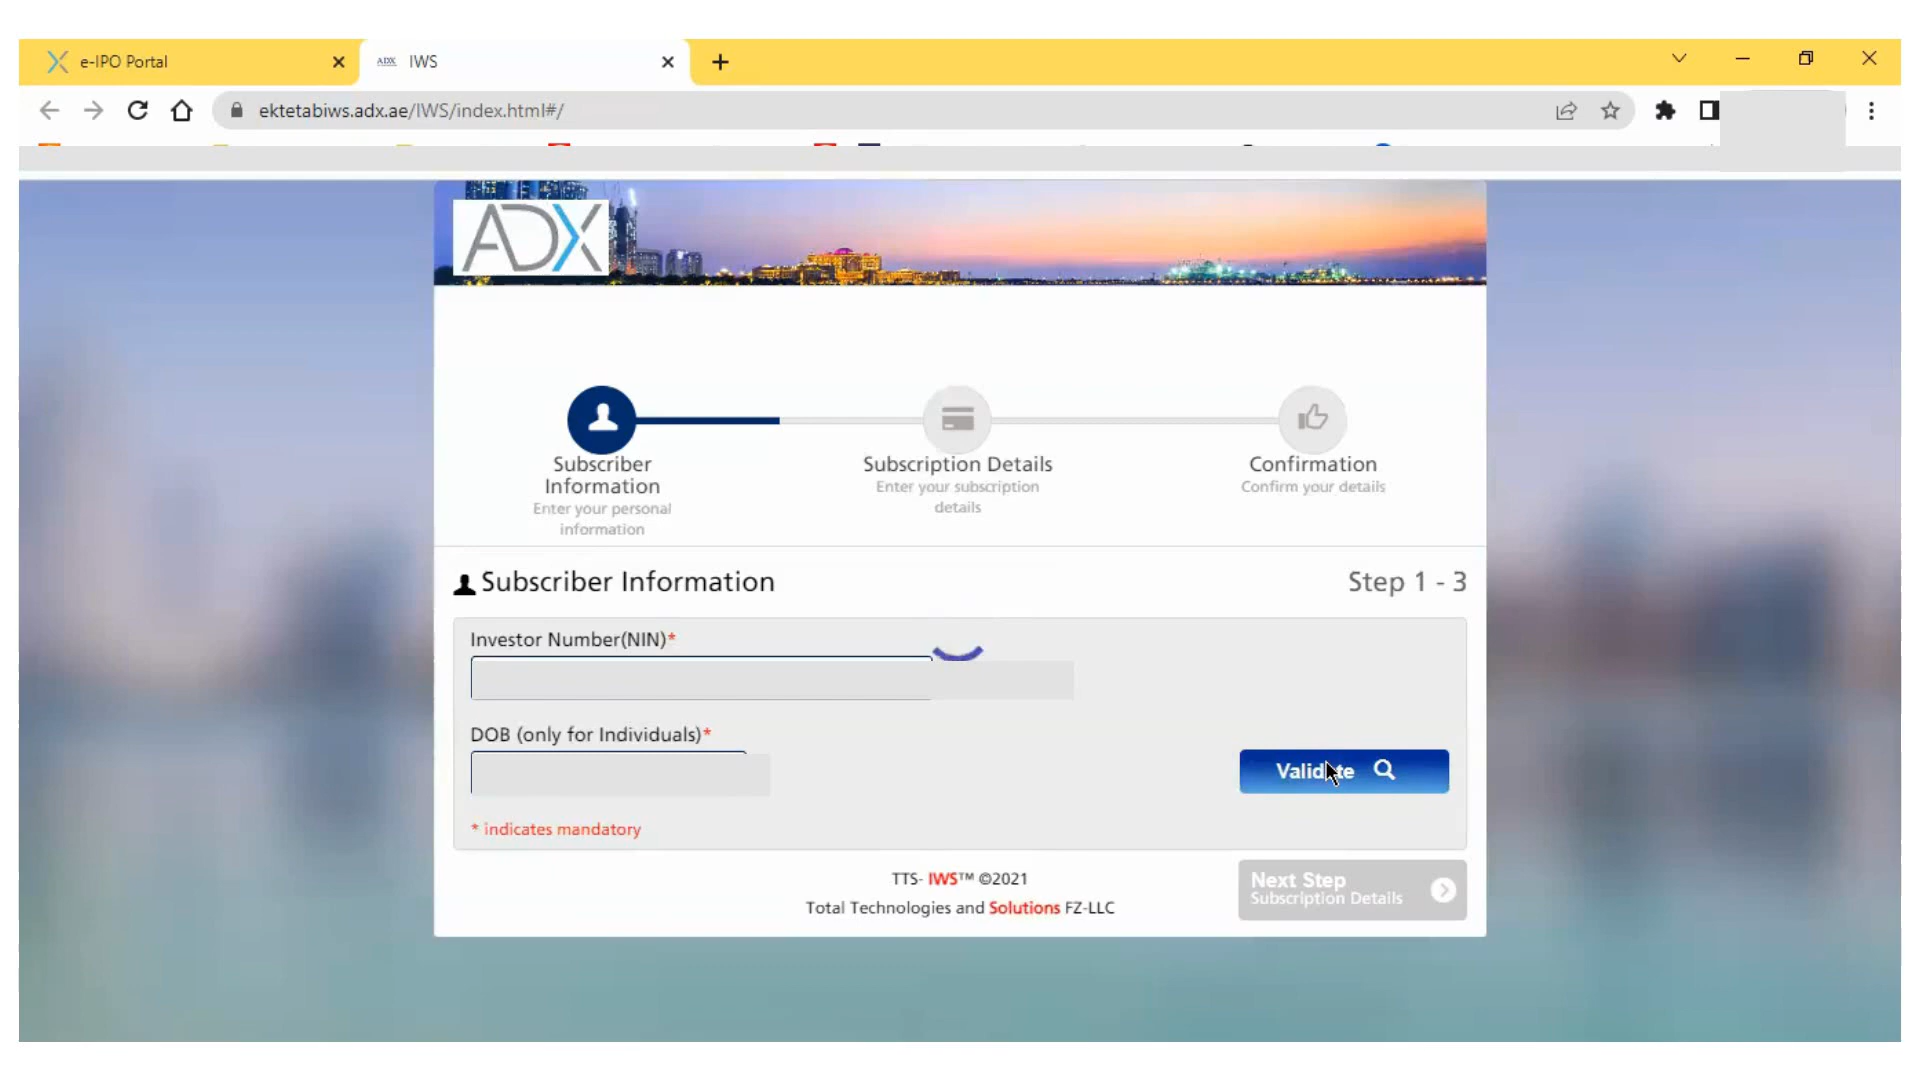 e-IPO Portal
ADX IWS
ektetabiws.adx.ae/IWS/index.html#/
ADX
Subscriber
Information
Enter your personal
information
Subscription Details
Enter your subscription
details
Confirmation
Confirm your details
Subscriber Information
Step 1 - 3
Investor Number(NIN)*
DOB (only for Individuals)*
Validate
* indicates mandatory
TTS- IWS™ ©2021
Total Technologies and Solutions FZ-LLC
Next Step
Subscription Details